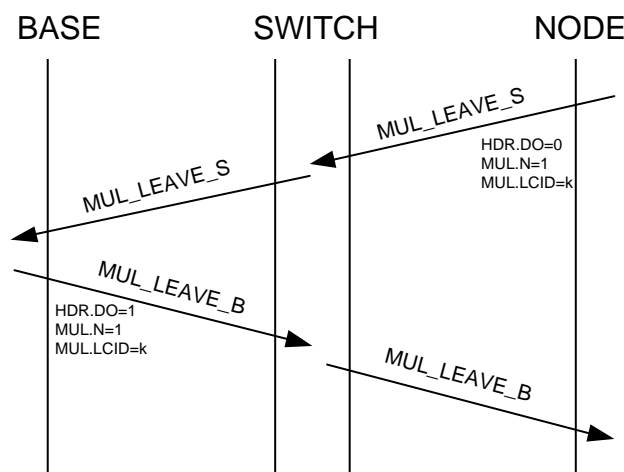 BASE SWITCH NODE
MUL_LEAVE_S
HDR.DO=0
MUL.N=1
MUL.LCID=k
MUL_LEAVE_S
MUL_LEAVE_B
HDR.DO=1
MUL.N=1
MUL.LCID=k
MUL_LEAVE_B